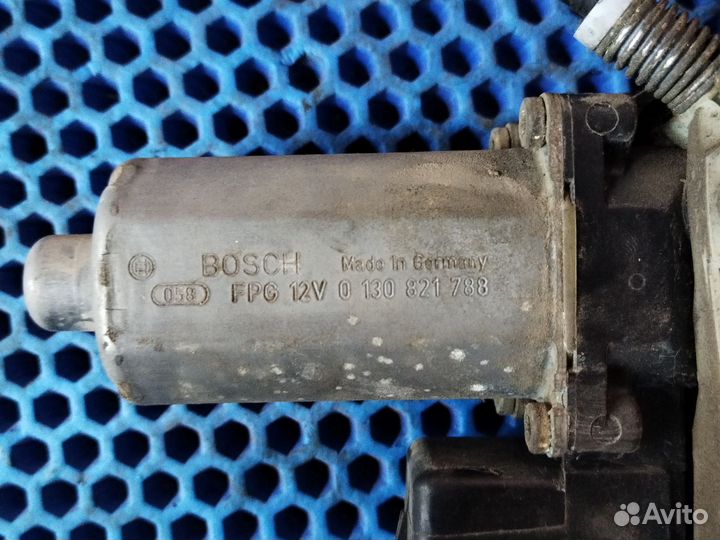 BOSCH Made in Germany
058 FPG 12V 0 130 821 788
Avito